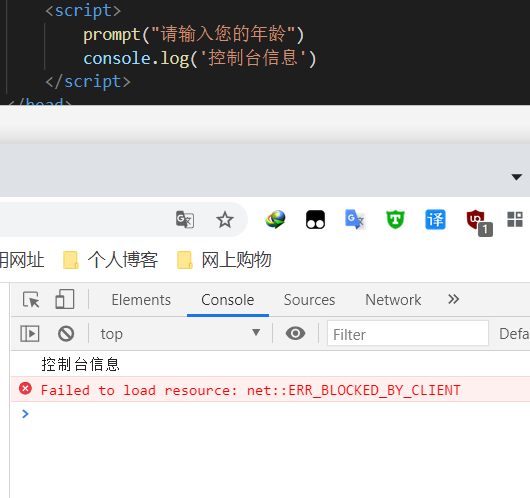 <script>
prompt("请输入您的年龄")
console.log('控制台信息')
</script>
</head>
译
1
用网址 个人博客 网上购物
Elements Console Sources Network »
top Filter Defa
控制台信息
Failed to load resource: net::ERR_BLOCKED_BY_CLIENT
>